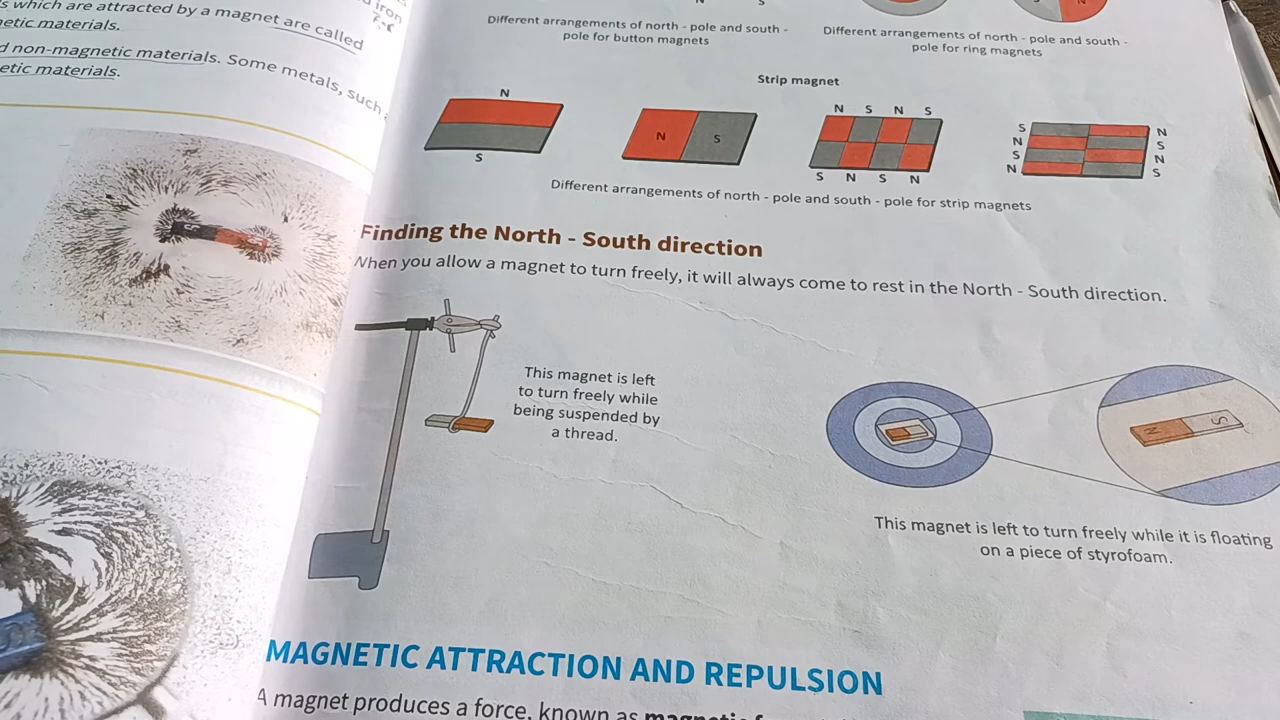 s which are attracted by a magnet are called
netic materials.
d non-magnetic materials. Some metals, such
etic materials.
iron
N
S
Different arrangements of north - pole and south -
pole for button magnets
N
Different arrangements of north - pole and south -
pole for ring magnets
Strip magnet
N
S
N S
N S N S
S N S N
S
N
S
N
N
S
N
S
Different arrangements of north - pole and south - pole for strip magnets
Finding the North - South direction
When you allow a magnet to turn freely, it will always come to rest in the North - South direction.
This magnet is left
to turn freely while
being suspended by
a thread.
N S
This magnet is left to turn freely while it is floating
on a piece of styrofoam.
MAGNETIC ATTRACTION AND REPULSION
A magnet produces a force, known as